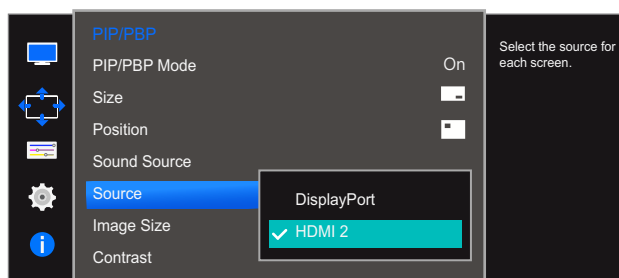 PIP/PBP
PIP/PBP Mode On
Size
Position
Sound Source
Source
Image Size
Contrast
DisplayPort
HDMI 2
Select the source for
each screen.